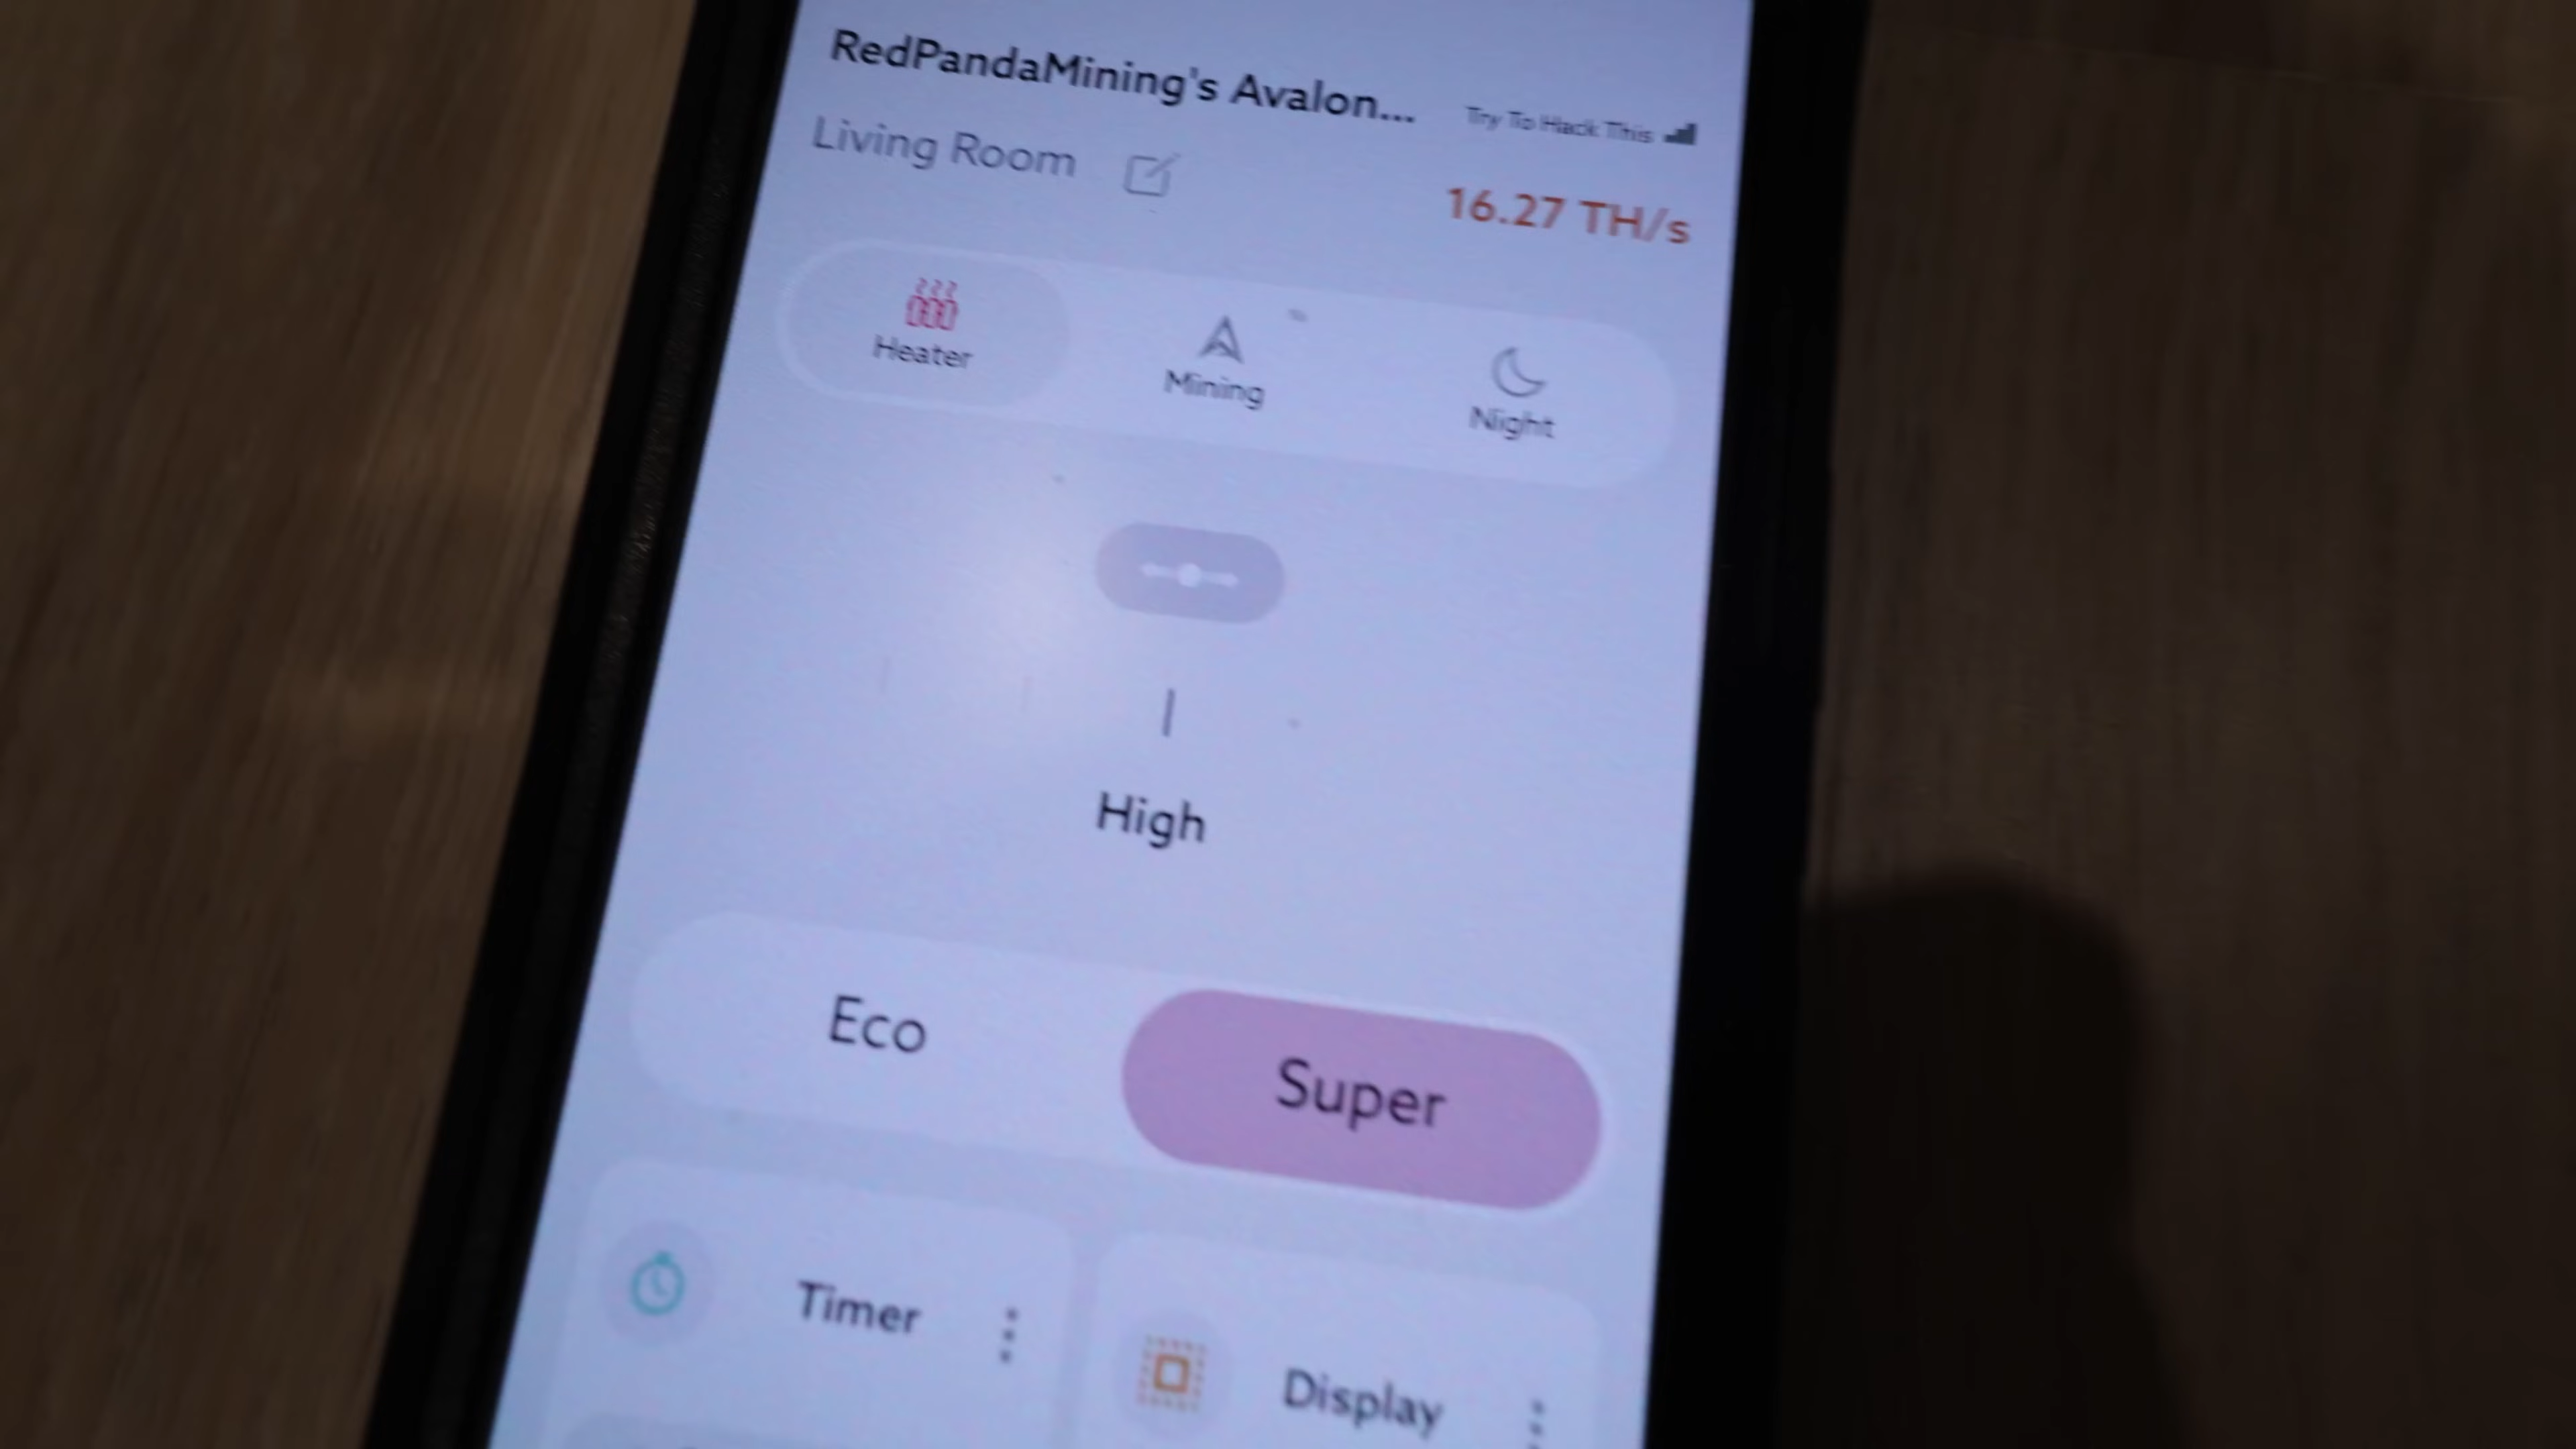 RedPandaMining's Avalon...
Try To Hack This
Living Room
16.27 TH/s
Heater
Mining
Night
High
Eco
Super
Timer
Display